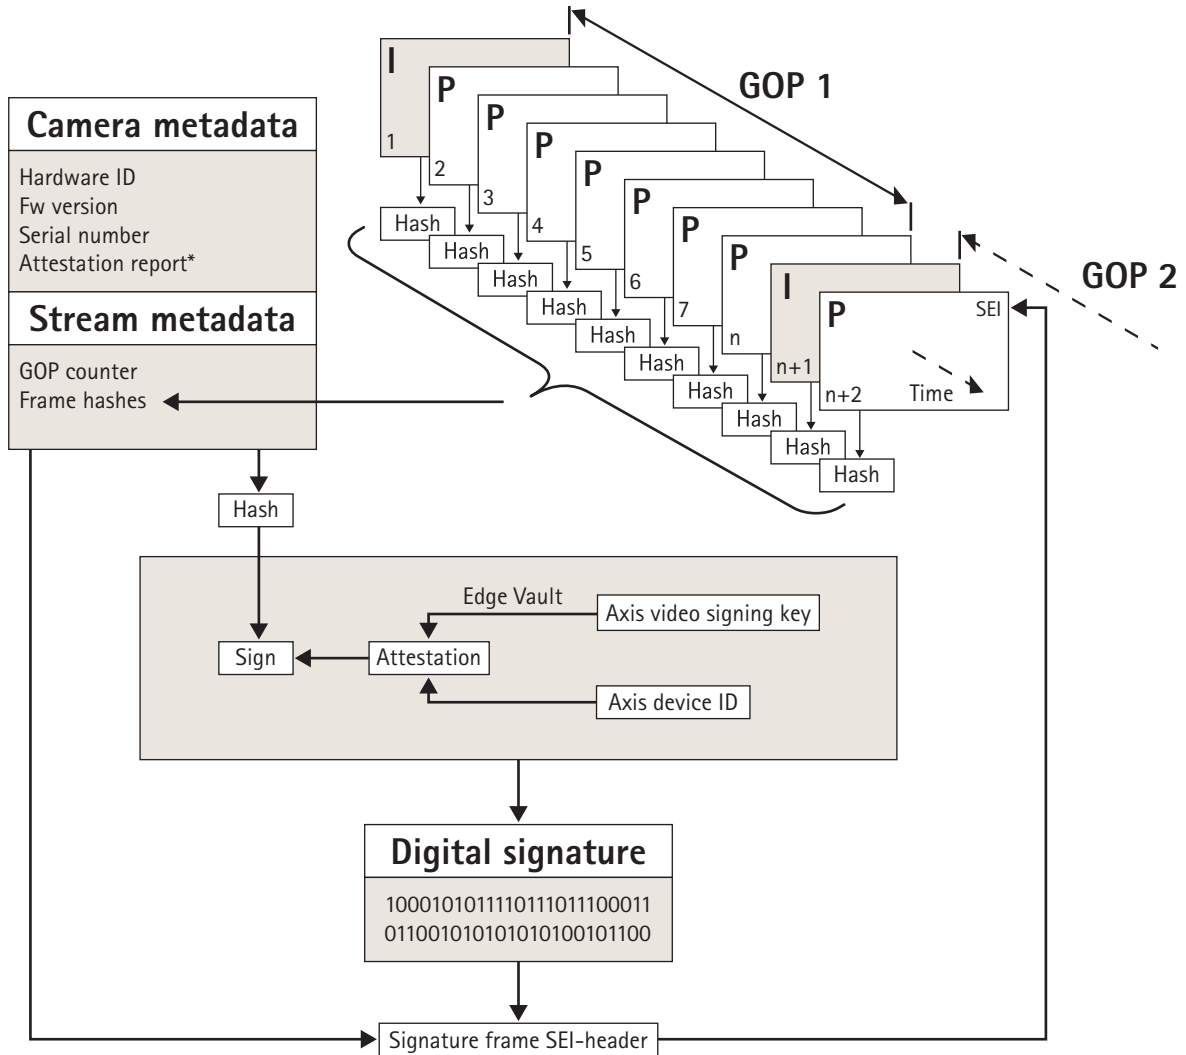 I
1
P
2
P
3
P
4
P
5
P
6
P
7
P
n
I
n+1
P
SEI
n+2
Time
GOP 1
GOP 2
Hash
Hash
Hash
Hash
Hash
Hash
Hash
Hash
Hash
Hash
Camera metadata
Hardware ID
Fw version
Serial number
Attestation report*
Stream metadata
GOP counter
Frame hashes
Hash
Edge Vault
Axis video signing key
Sign
Attestation
Axis device ID
Digital signature
1000101011110111011100011
0110010101010101001011​00
Signature frame SEI-header